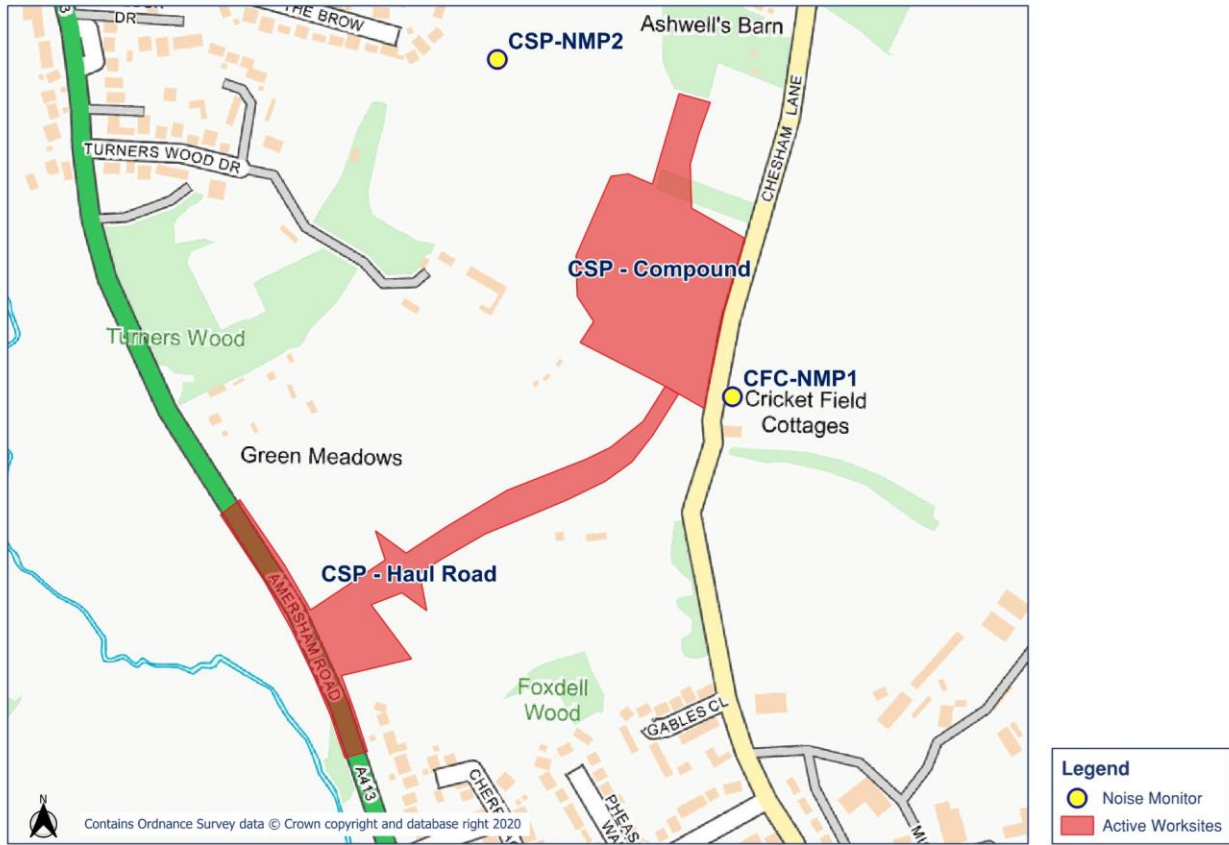 DR
THE BROW
CSP-NMP2
Ashwell's Barn
TURNERS WOOD DR
CHESHAM LANE
CSP - Compound
Turners Wood
CFC-NMP1
Cricket Field
Cottages
Green Meadows
CSP - Haul Road
AMERSHAM ROAD
Foxdell
Wood
GABLES CL
A413
N
Contains Ordnance Survey data © Crown copyright and database right 2020
Legend
Noise Monitor
Active Worksites